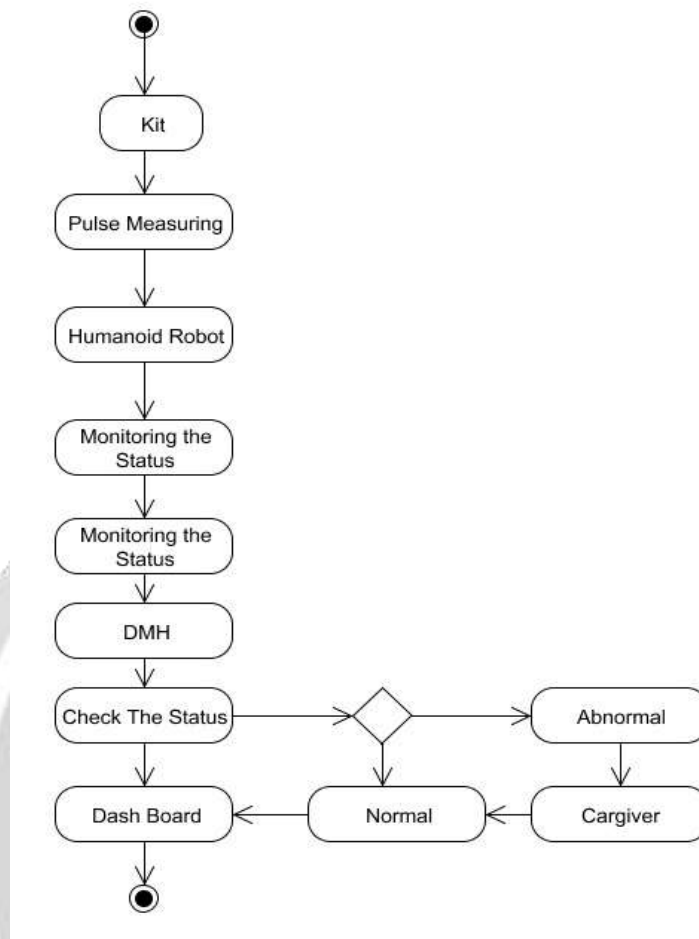 Kit
Pulse Measuring
Humanoid Robot
Monitoring the
Status
Monitoring the
Status
DMH
Check The Status
Abnormal
Dash Board
Normal
Cargiver